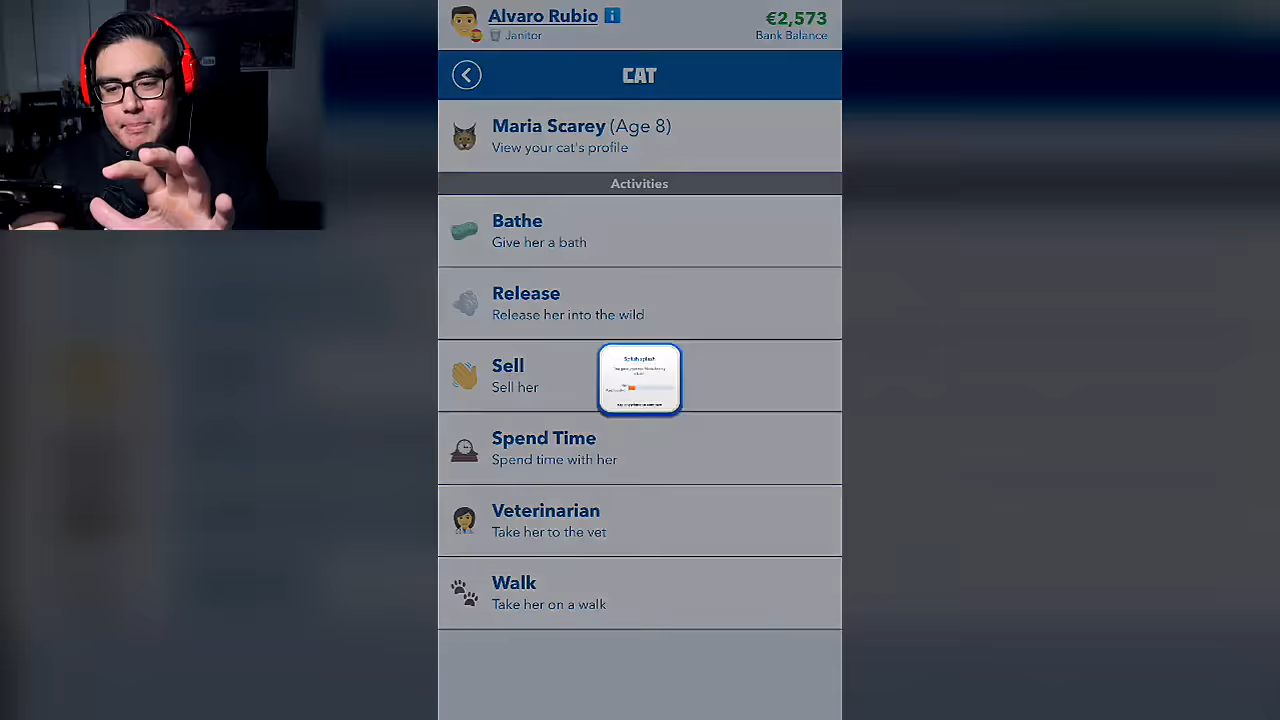 Alvaro Rubio
Janitor
€2,573
Bank Balance
CAT
Maria Scarey (Age 8)
View your cat's profile
Activities
Bathe
Give her a bath
Release
Release her into the wild
Sell
Sell her
Spend Time
Spend time with her
Veterinarian
Take her to the vet
Walk
Take her on a walk